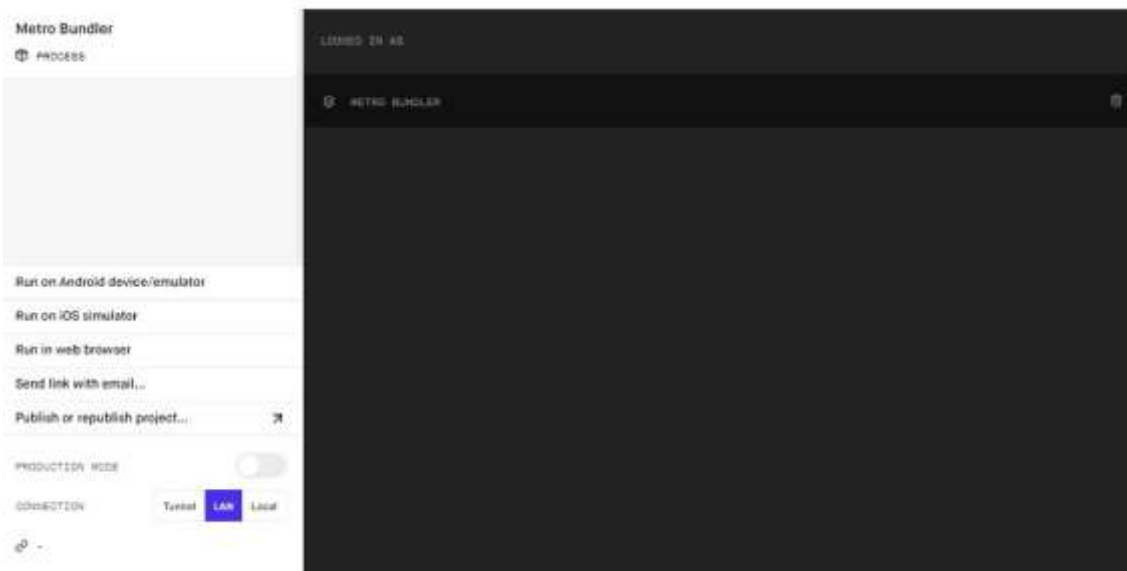 Metro Bundler
PROCESS
LOGGED IN AS
METRO BUNDLER
Run on Android device/emulator
Run on iOS simulator
Run in web browser
Send link with email...
Publish or republish project...
PRODUCTION MODE
CONNECTION Tunnel LAN Local
-